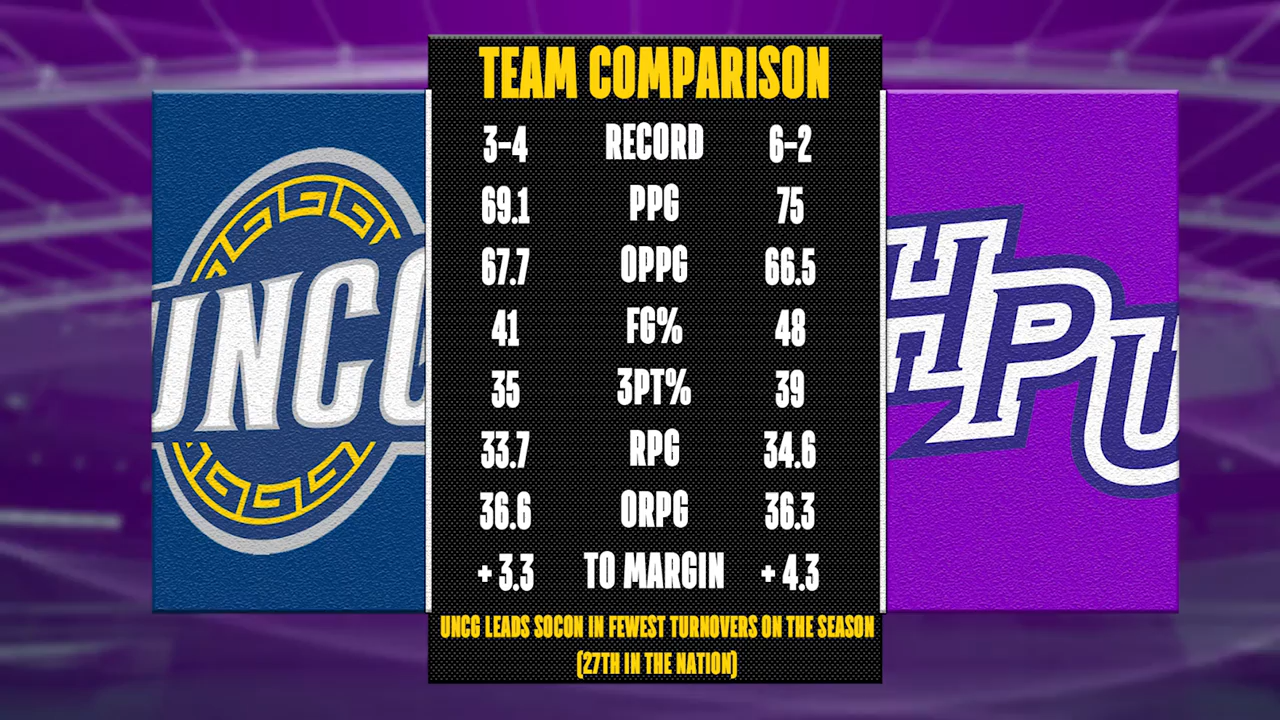 TEAM COMPARISON
3-4 RECORD 6-2
69.1 PPG 75
67.7 OPPG 66.5
41 FG% 48
35 3PT% 39
33.7 RPG 34.6
36.6 ORPG 36.3
+3.3 TO MARGIN +4.3
UNCG LEADS SOCON IN FEWEST TURNOVERS ON THE SEASON
(27TH IN THE NATION)
UNCG
HPU